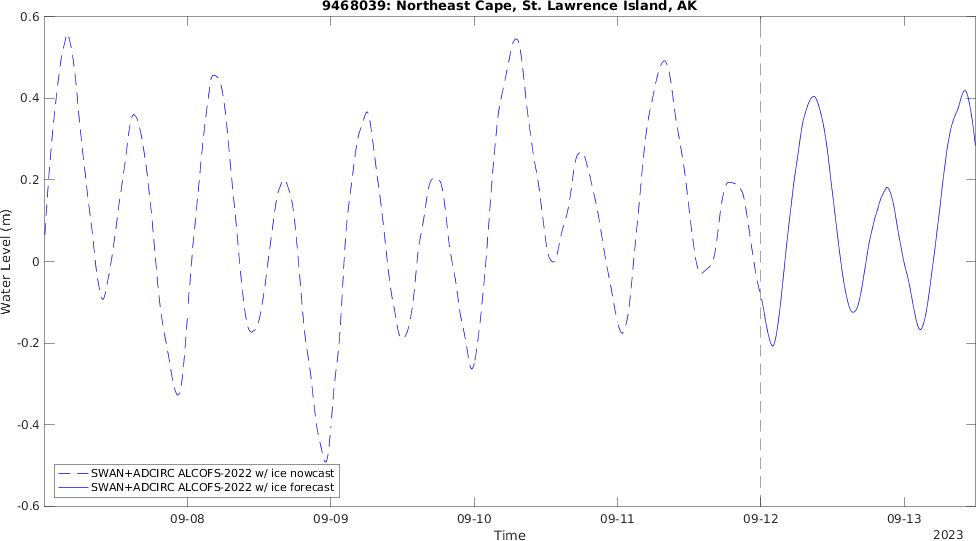 9468039: Northeast Cape, St. Lawrence Island, AK
0.6
0.4
0.2
0
-0.2
-0.4
-0.6
Water Level (m)
SWAN+ADCIRC ALCOFS-2022 w/ ice nowcast
SWAN+ADCIRC ALCOFS-2022 w/ ice forecast
09-08 09-09 09-10 09-11 09-12 09-13
Time
2023